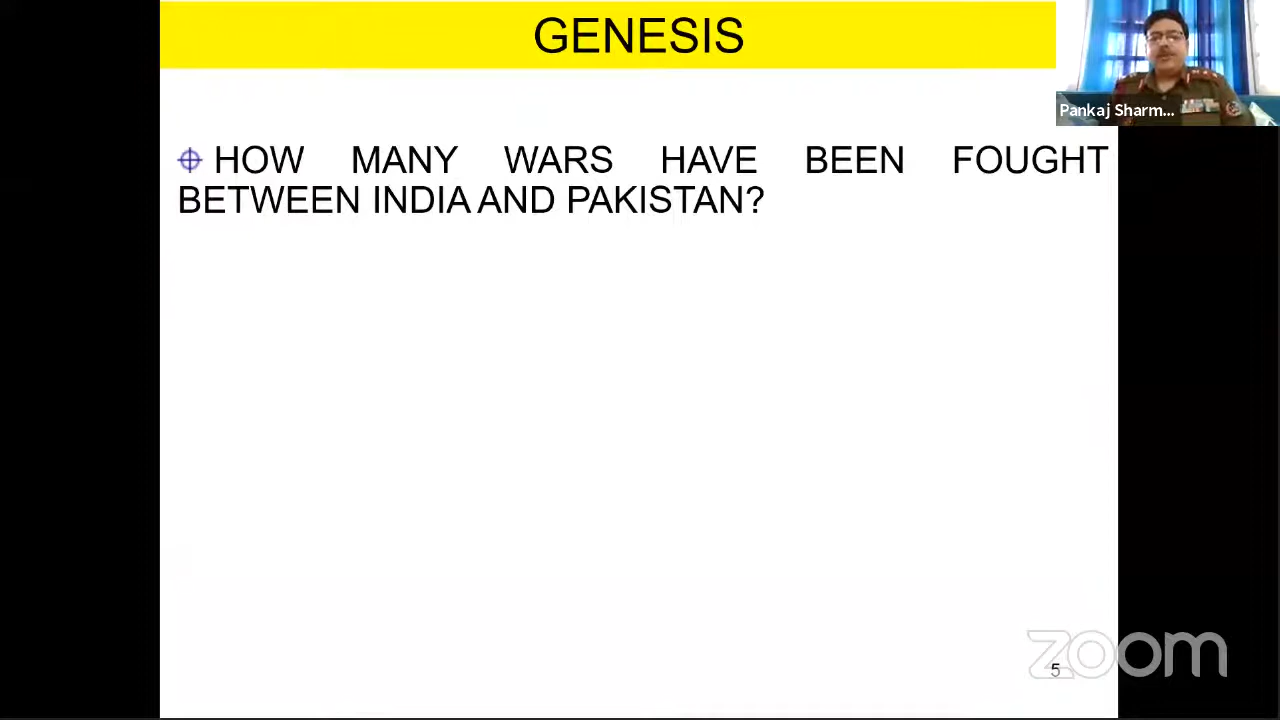 GENESIS
Pankaj Sharm...
HOW MANY WARS HAVE BEEN FOUGHT
BETWEEN INDIA AND PAKISTAN?
zoom
5